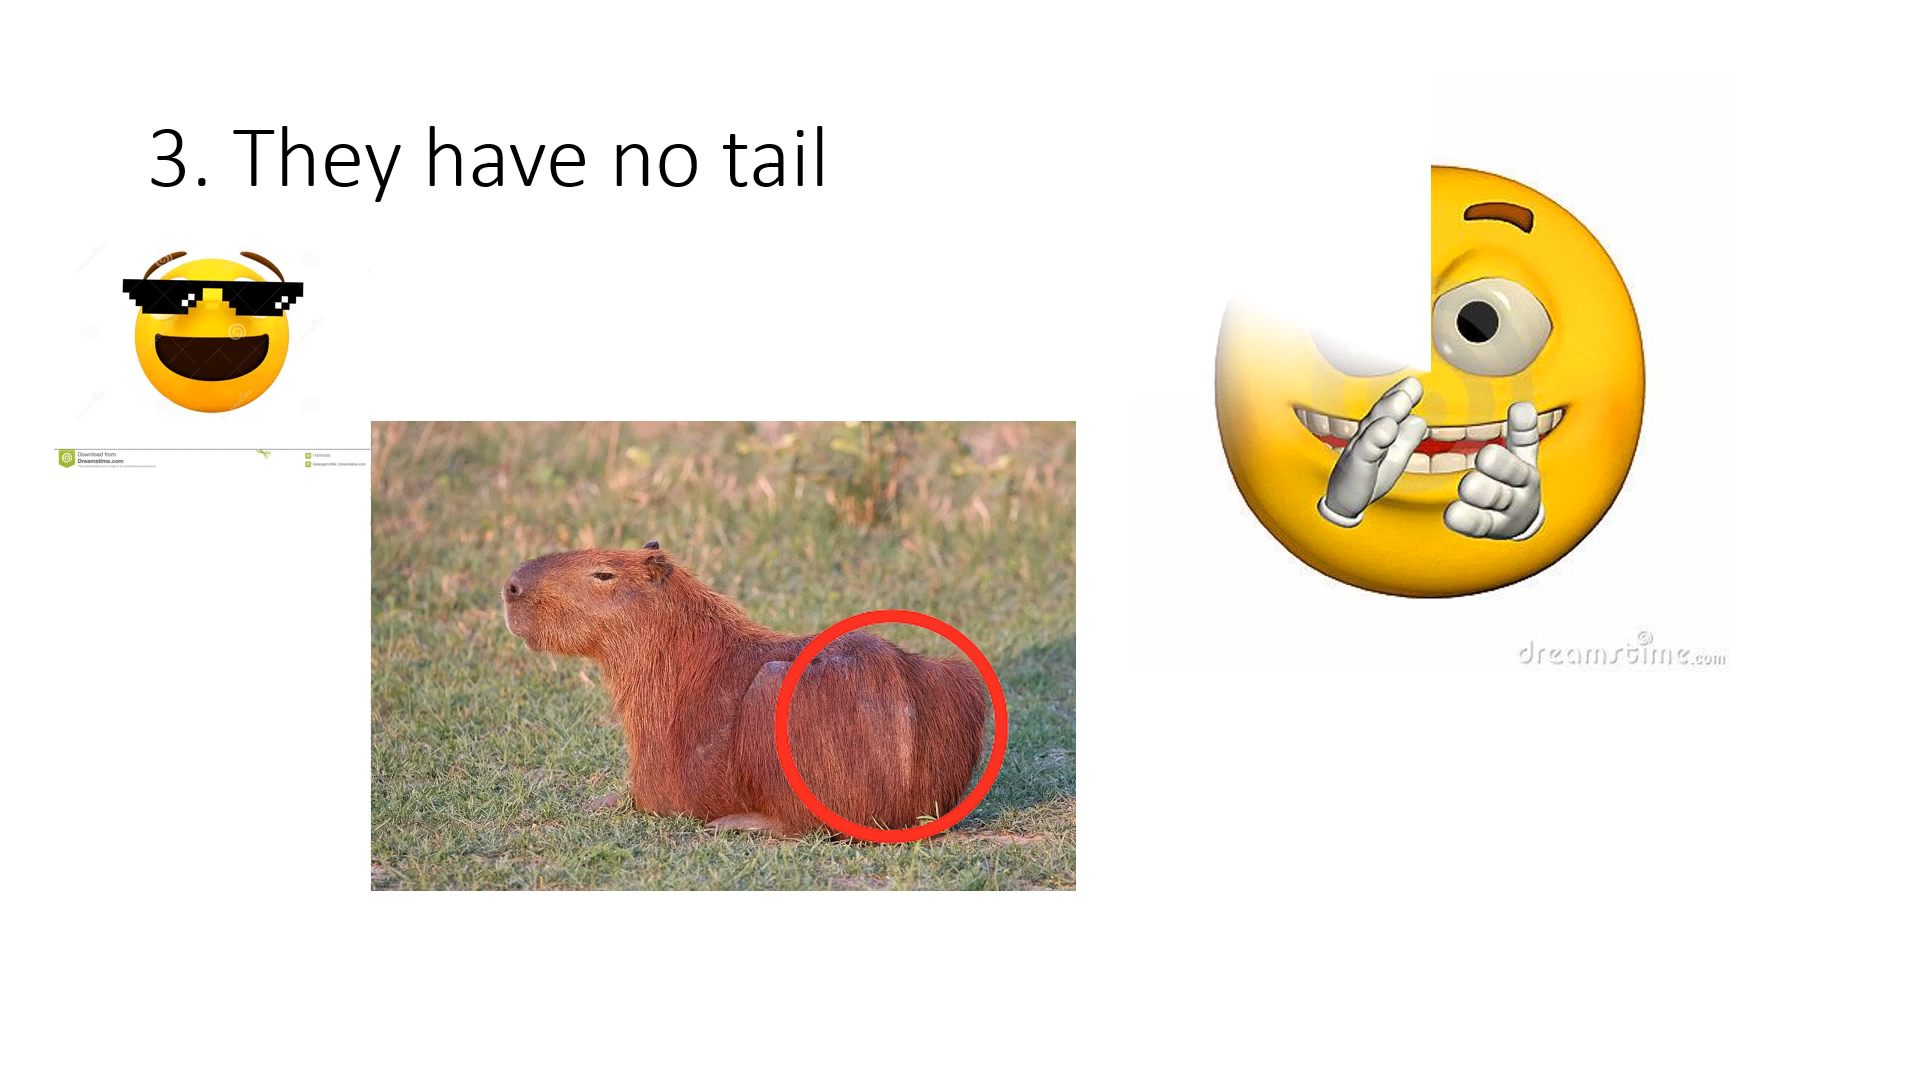 3. They have no tail
Download from
Dreamstime.com
dreamstime.com